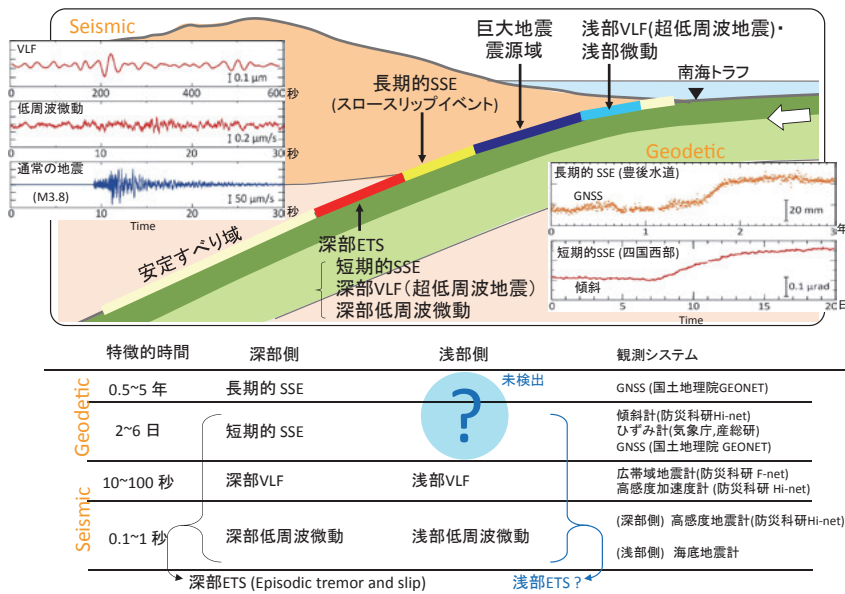 Seismic
VLF
0.1 μm
0 200 400 600 秒
低周波微動
0.2 μm/s
0 10 20 30 秒
通常の地震
(M3.8)
50 μm/s
0 10 20 30 秒
Time
長期的SSE
(スロースリップイベント)
巨大地震
震源域
浅部VLF(超低周波地震)・
浅部微動
南海トラフ
安定すべり域
深部ETS
短期的SSE
深部VLF(超低周波地震)
深部低周波微動
Geodetic
長期的 SSE (豊後水道)
GNSS
20 mm
0 1 2 3 年
短期的SSE (四国西部)
傾斜
0.1 μrad
0 5 10 15 20 日
Time
特徴的時間 深部側 浅部側 観測システム
Geodetic
0.5~5 年 長期的 SSE 未検出 GNSS (国土地理院GEONET)
?
2~6 日 短期的 SSE
傾斜計(防災科研Hi-net)
ひずみ計(気象庁,産総研)
GNSS (国土地理院 GEONET)
Seismic
10~100 秒 深部VLF 浅部VLF
広帯域地震計(防災科研 F-net)
高感度加速度計 (防災科研 Hi-net)
0.1~1 秒 深部低周波微動 浅部低周波微動
(深部側) 高感度地震計(防災科研Hi-net)
(浅部側) 海底地震計
深部ETS (Episodic tremor and slip) 浅部ETS ?